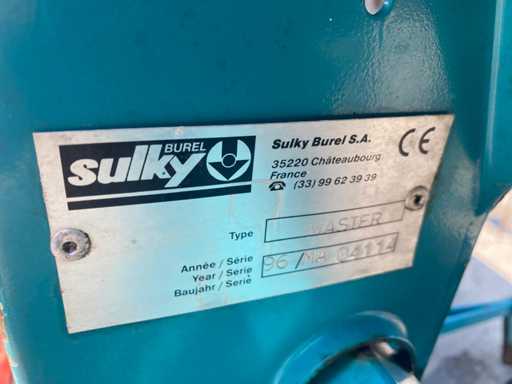 BUREL
sulky
Sulky Burel S.A.
35220 Châteaubourg
France
☎ (33) 99 62 39 39
CE
Type MASTER
Année / Série
Year / Serie
Baujahr / Serie
96 / MA 04114